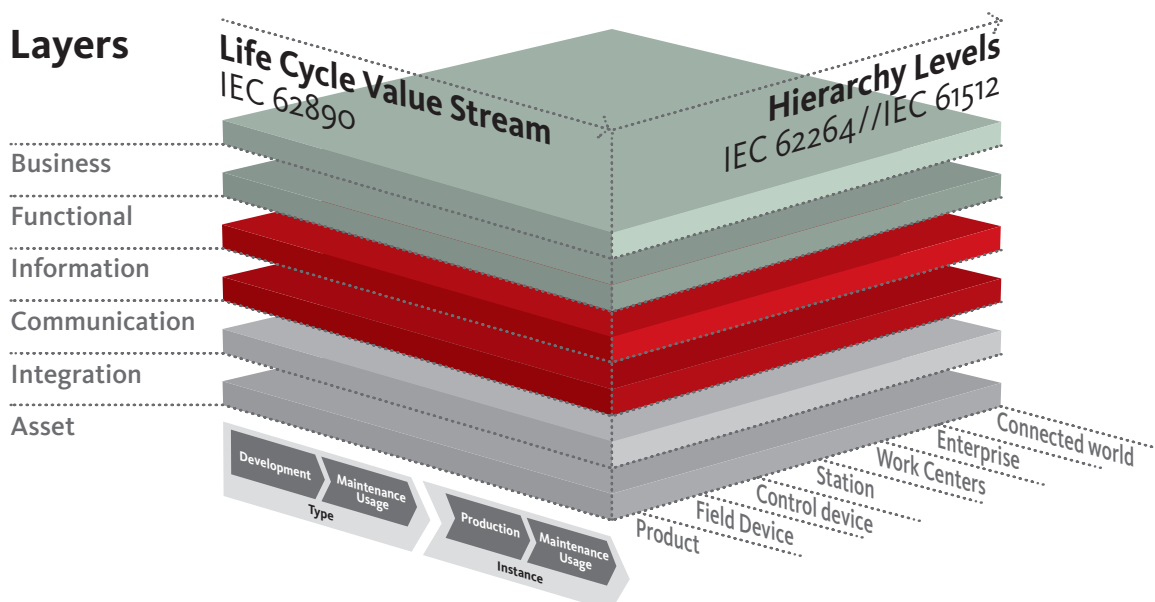 Layers
Life Cycle Value Stream
IEC 62890
Hierarchy Levels
IEC 62264//IEC 61512
Business
Functional
Information
Communication
Integration
Asset
Development
Maintenance
Usage
Type
Production
Maintenance
Usage
Instance
Product
Field Device
Control device
Station
Work Centers
Enterprise
Connected world